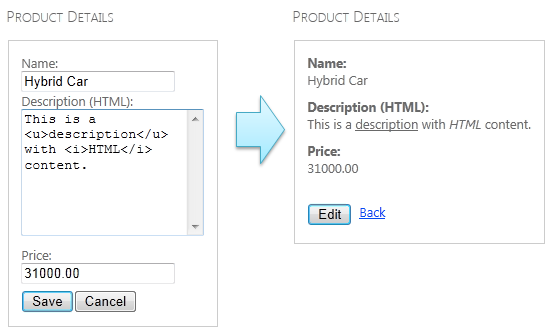 PRODUCT DETAILS
Name:
Hybrid Car
Description (HTML):
This is a
<u>description</u>
with <i>HTML</i>
content.
Price:
31000.00
Save Cancel
PRODUCT DETAILS
Name:
Hybrid Car
Description (HTML):
This is a description with HTML content.
Price:
31000.00
Edit Back